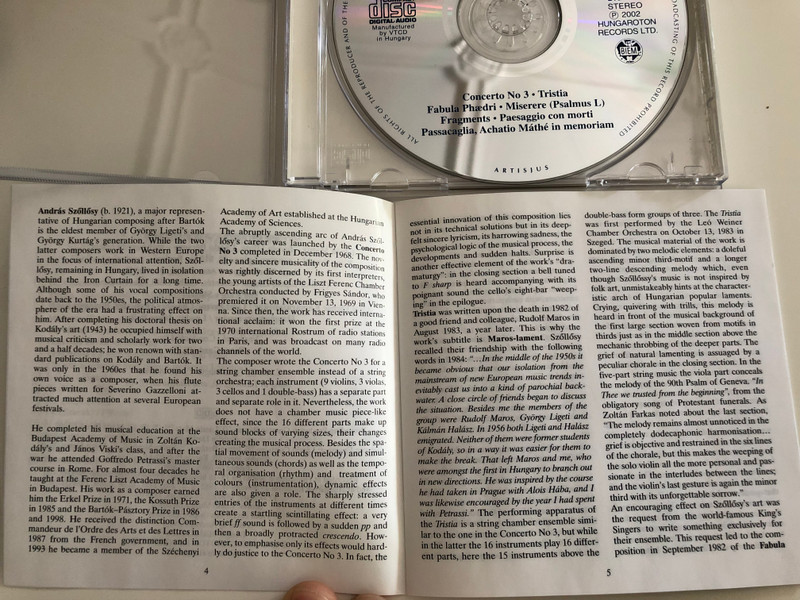 disc
DIGITAL AUDIO
Manufactured
by VTCD
in Hungary
STEREO
Ⓟ 2002
HUNGAROTON
RECORDS LTD.
BIEM
ALL RIGHTS OF THE PRODUCER AND OF THE
BROADCASTING OF THIS RECORD PROHIBITED
Concerto No 3 • Tristia
Fabula Phædri • Miserere (Psalmus L)
Fragments • Paesaggio con morti
Passacaglia, Achatio Máthé in memoriam
ARTISJUS
András Szőllősy (b. 1921), a major represen-
tative of Hungarian composing after Bartók
is the eldest member of György Ligeti's and
György Kurtág's generation. While the two
latter composers work in Western Europe
in the focus of international attention, Szől-
lősy, remaining in Hungary, lived in isolation
behind the Iron Curtain for a long time.
Although some of his vocal compositions
date back to the 1950s, the political atmos-
phere of the era had a frustrating effect on
him. After completing his doctoral thesis on
Kodály's art (1943) he occupied himself with
musical criticism and scholarly work for two
and a half decades; he won renown with stan-
dard publications on Kodály and Bartók. It
was only in the 1960s that he found his
own voice as a composer, when his flute
pieces written for Severino Gazzelloni at-
tracted much attention at several European
festivals.
He completed his musical education at the
Budapest Academy of Music in Zoltán Ko-
dály's and János Viski's class, and after the
war he attended Goffredo Petrassi's master
course in Rome. For almost four decades he
taught at the Ferenc Liszt Academy of Music
in Budapest. His work as a composer earned
him the Erkel Prize in 1971, the Kossuth Prize
in 1985 and the Bartók–Pásztory Prize in 1986
and 1998. He received the distinction Com-
mandeur de l'Ordre des Arts et des Lettres in
1987 from the French government, and in
1993 he became a member of the Széchenyi
Academy of Art established at the Hungarian
Academy of Sciences.
The abruptly ascending arc of András Szől-
lősy's career was launched by the Concerto
No 3 completed in December 1968. The nov-
elty and sincere musicality of the composition
was rightly discerned by its first interpreters,
the young artists of the Liszt Ferenc Chamber
Orchestra conducted by Frigyes Sándor, who
premiered it on November 13, 1969 in Vien-
na. Since then, the work has received interna-
tional acclaim: it won the first prize at the
1970 international Rostrum of radio stations
in Paris, and was broadcast on many radio
channels of the world.
The composer wrote the Concerto No 3 for a
string chamber ensemble instead of a string
orchestra; each instrument (9 violins, 3 violas,
3 cellos and 1 double-bass) has a separate part
and separate role in it. Nevertheless, the work
does not have a chamber music piece-like
effect, since the 16 different parts make up
sound blocks of varying sizes, their changes
creating the musical process. Besides the spa-
tial movement of sounds (melody) and simul-
taneous sounds (chords) as well as the tempo-
ral organisation (rhythm) and treatment of
colours (instrumentation), dynamic effects
are also given a role. The sharply stressed
entries of the instruments at different times
create a startling scintillating effect: a very
brief ff sound is followed by a sudden pp and
then a broadly protracted crescendo. How-
ever, to emphasise only its effects would hard-
ly do justice to the Concerto No 3. In fact, the
4
essential innovation of this composition lies
not in its technical solutions but in its deep-
felt sincere lyricism, its harrowing sadness, the
psychological logic of the musical process, the
developments and sudden halts. Surprise is
another effective element of the work's "dra-
maturgy": in the closing section a bell tuned
to F sharp is heard accompanying with its
poignant sound the cello's eight-bar "weep-
ing" in the epilogue.
Tristia was written upon the death in 1982 of
a good friend and colleague, Rudolf Maros in
August 1983, a year later. This is why the
work's subtitle is Maros-lament. Szőllősy
recalled their friendship with the following
words in 1984: "…In the middle of the 1950s it
became obvious that our isolation from the
mainstream of new European music trends in-
evitably cast us into a kind of parochial back-
water. A close circle of friends began to discuss
the situation. Besides me the members of the
group were Rudolf Maros, György Ligeti and
Kálmán Halász. In 1956 both Ligeti and Halász
emigrated. Neither of them were former students
of Kodály, so in a way it was easier for them to
make the break. That left Maros and me, who
were amongst the first in Hungary to branch out
in new directions. He was inspired by the course
he had taken in Prague with Alois Hába, and I
was likewise encouraged by the year I had spent
with Petrassi." The performing apparatus of
the Tristia is a string chamber ensemble simi-
lar to the one in the Concerto No 3, but while
in the latter the 16 instruments play 16 differ-
ent parts, here the 15 instruments above the
double-bass form groups of three. The Tristia
was first performed by the Leó Weiner
Chamber Orchestra on October 13, 1983 in
Szeged. The musical material of the work is
dominated by two melodic elements: a doleful
ascending minor third-motif and a longer
two-line descending melody which, even
though Szőllősy's music is not inspired by
folk art, unmistakably hints at the character-
istic arch of Hungarian popular laments.
Crying, quivering with trills, this melody is
heard in front of the musical background of
the first large section woven from motifs in
thirds just as in the middle section above the
mechanic throbbing of the deeper parts. The
grief of natural lamenting is assuaged by a
peculiar chorale in the closing section. In the
five-part string music the viola part conceals
the melody of the 90th Psalm of Geneva. "In
Thee we trusted from the beginning", from the
obligatory song of Protestant funerals. As
Zoltán Farkas noted about the last section,
"The melody remains almost unnoticed in the
completely dodecaphonic harmonisation…
grief is objective and restrained in the six lines
of the chorale, but this makes the weeping of
the solo violin all the more personal and pas-
sionate in the interludes between the lines;
and the violin's last gesture is again the minor
third with its unforgettable sorrow."
An encouraging effect on Szőllősy's art was
the request from the world-famous King's
Singers to write something exclusively for
their ensemble. This request led to the com-
position in September 1982 of the Fabula
5